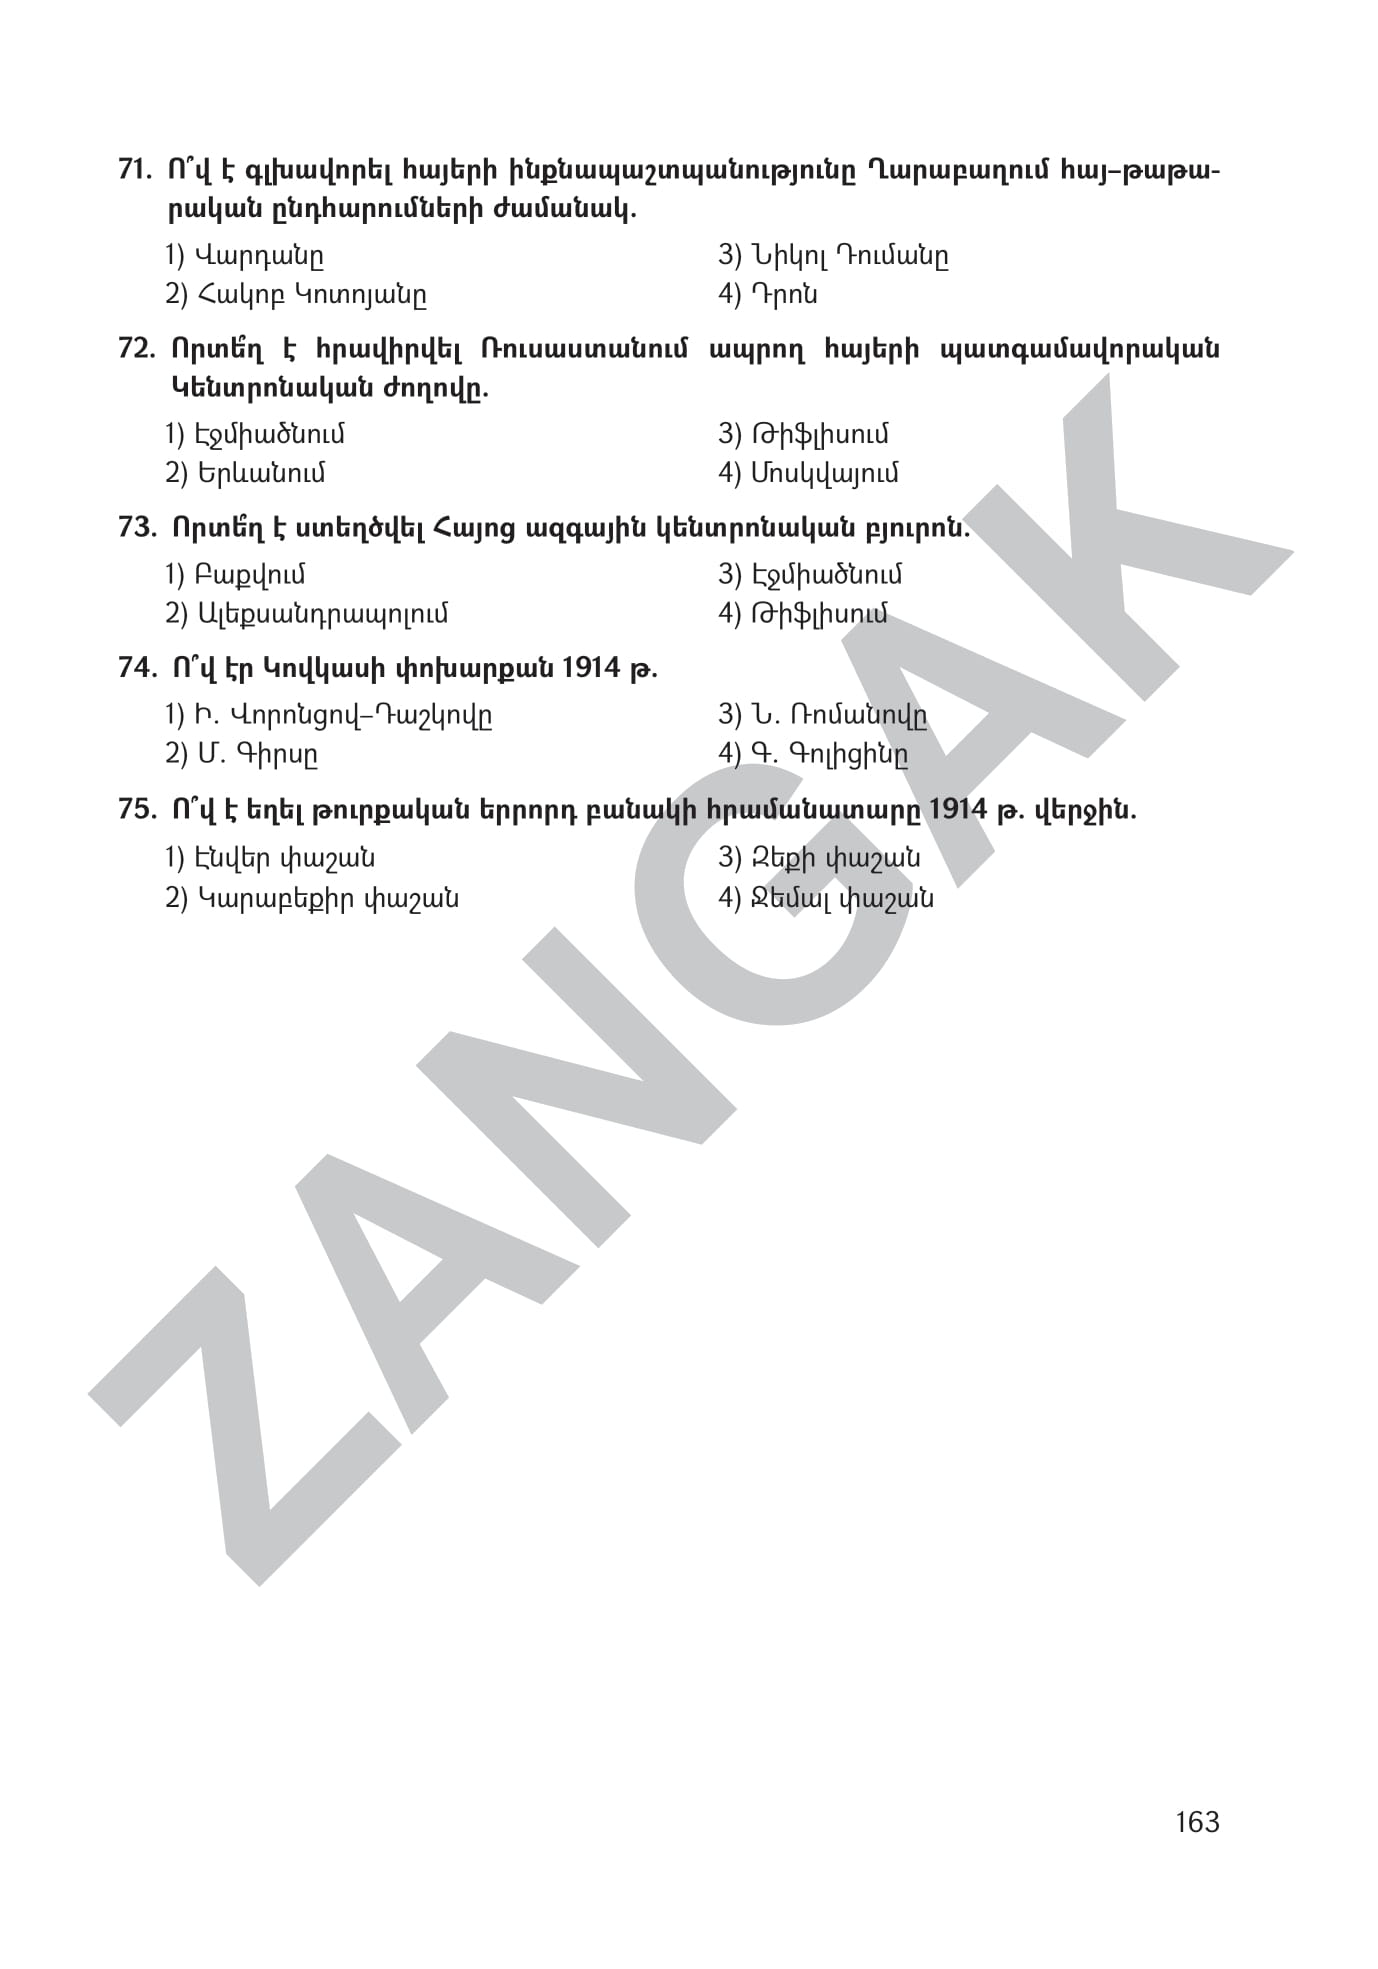 71. Ո՞վ է գլխավորել հայերի ինքնապաշտպանությունը Ղարաբաղում հայ–թաթա-
րական ընդհարումների ժամանակ.
1) Վարդանը 3) Նիկոլ Դումանը
2) Հակոբ Կոտոյանը 4) Դրոն
72. Որտե՞ղ է հրավիրվել Ռուսաստանում ապրող հայերի պատգամավորական
Կենտրոնական ժողովը.
1) Էջմիածնում 3) Թիֆլիսում
2) Երևանում 4) Մոսկվայում
73. Որտե՞ղ է ստեղծվել Հայոց ազգային կենտրոնական բյուրոն.
1) Բաքվում 3) Էջմիածնում
2) Ալեքսանդրապոլում 4) Թիֆլիսում
74. Ո՞վ էր Կովկասի փոխարքան 1914 թ.
1) Ի. Վորոնցով–Դաշկովը 3) Ն. Ռոմանովը
2) Մ. Գիրսը 4) Գ. Գոլիցինը
75. Ո՞վ է եղել թուրքական երրորդ բանակի հրամանատարը 1914 թ. վերջին.
1) Էնվեր փաշան 3) Զեքի փաշան
2) Կարաբեքիր փաշան 4) Ջեմալ փաշան
ZANGAK
163